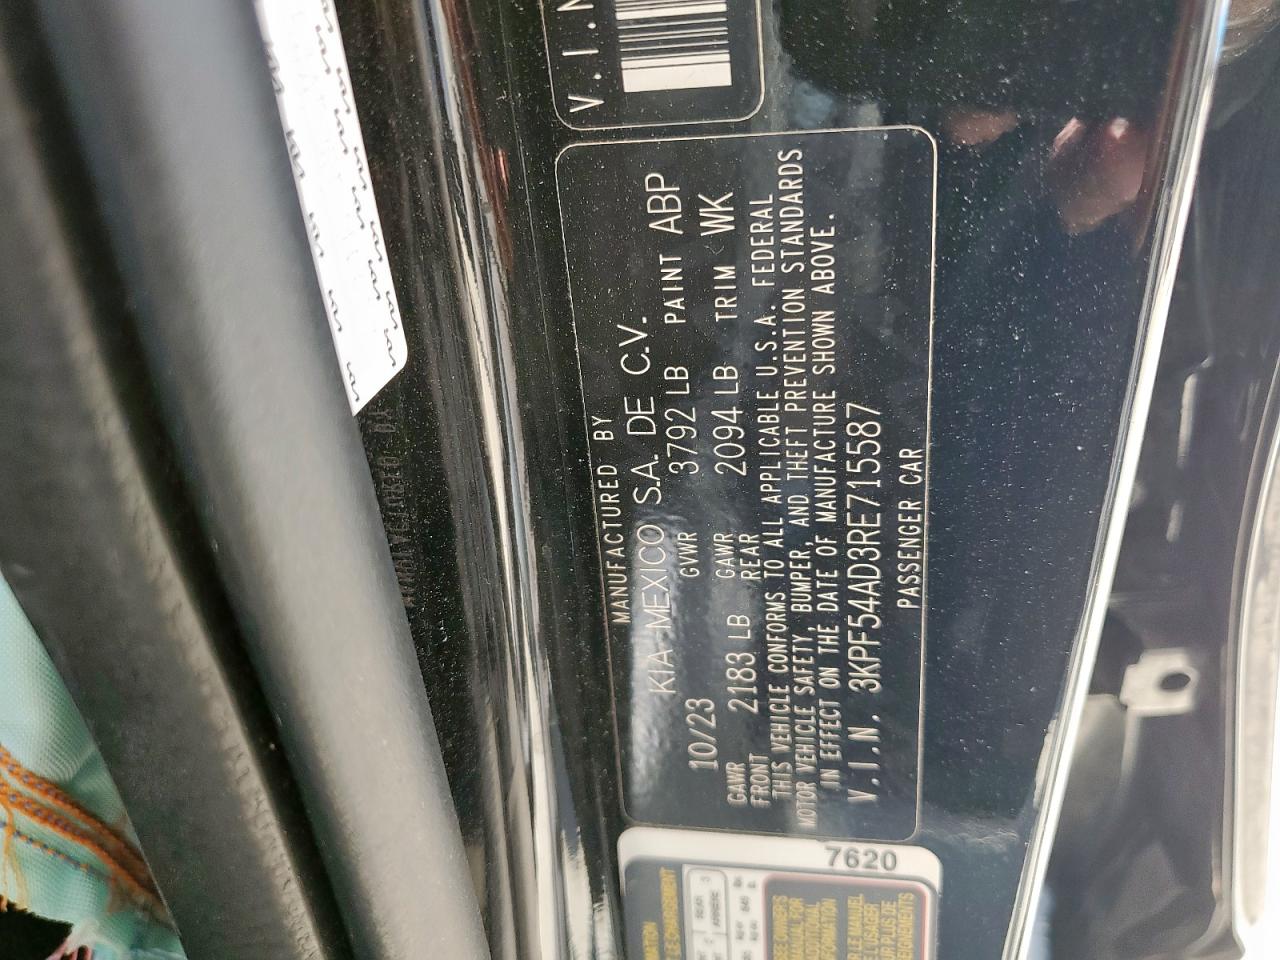 V.I.N
MANUFACTURED BY
KIA-MEXICO S.A. DE C.V.
10/23 GVWR 3792 LB PAINT ABP
GAWR FRONT 2183 LB GAWR REAR 2094 LB TRIM WK
THIS VEHICLE CONFORMS TO ALL APPLICABLE U.S.A. FEDERAL
MOTOR VEHICLE SAFETY, BUMPER, AND THEFT PREVENTION STANDARDS
IN EFFECT ON THE DATE OF MANUFACTURE SHOWN ABOVE.
V.I.N. 3KPF54AD3RE715587
PASSENGER CAR
7620